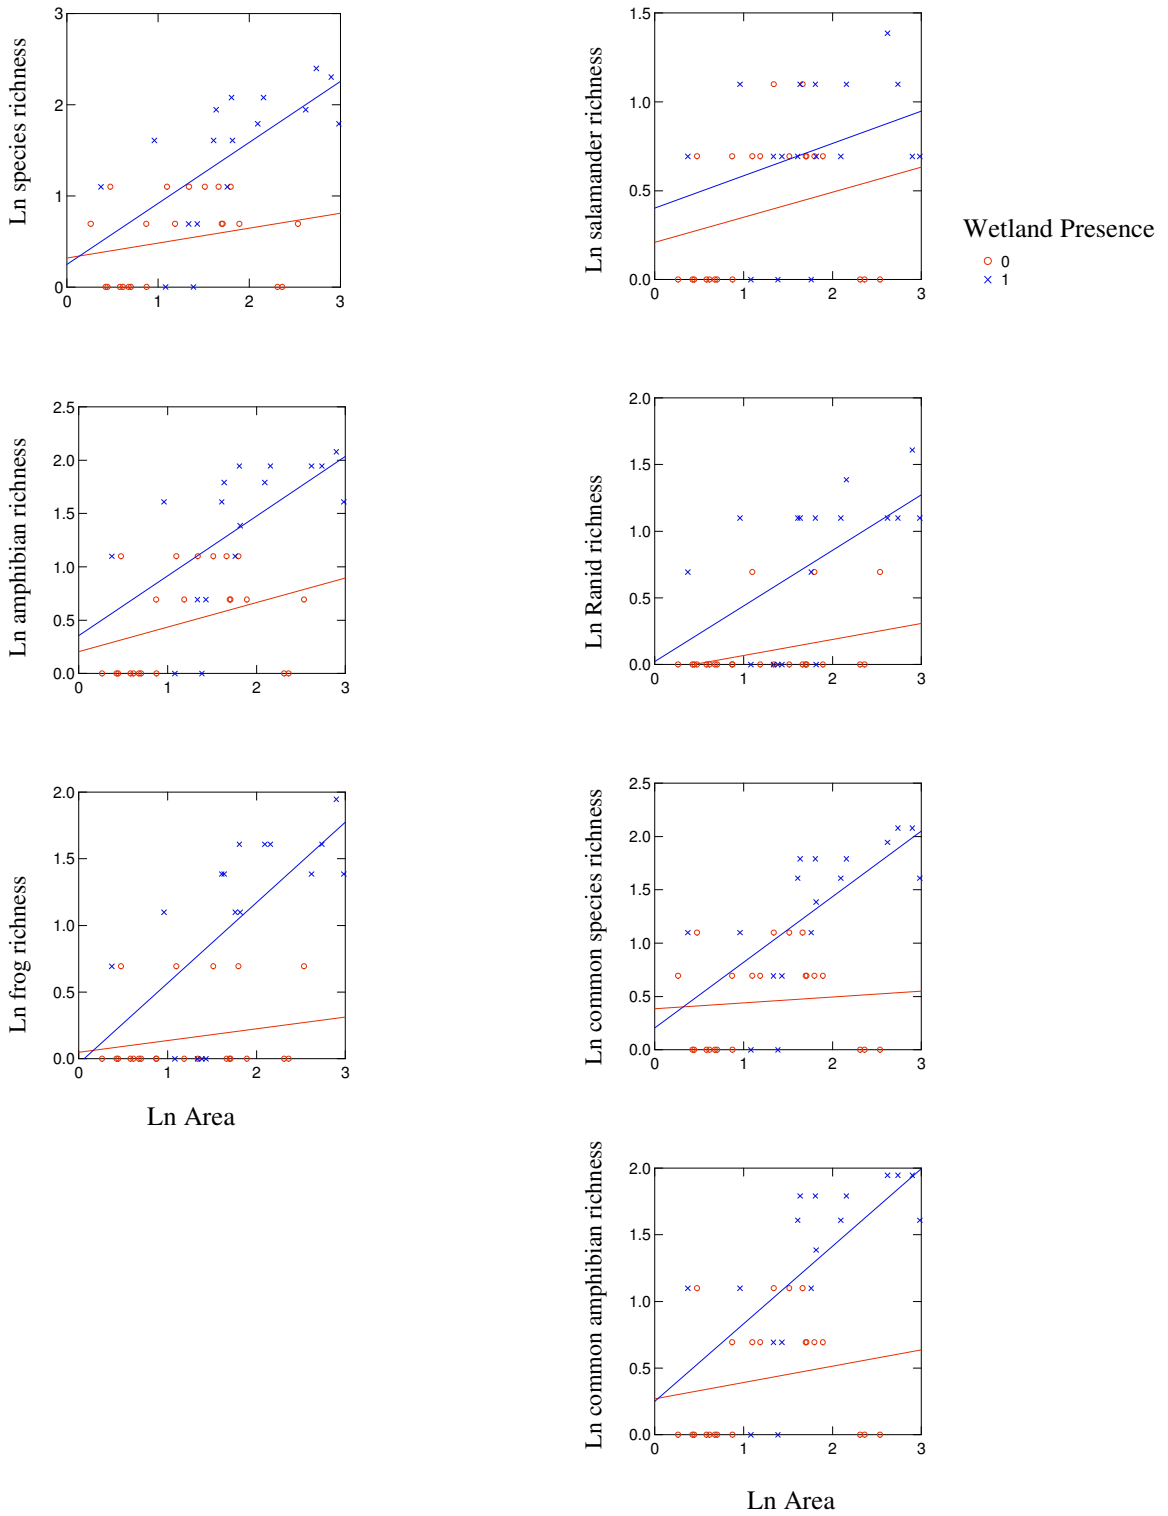 Ln species richness
3
2
1
0
0 1 2 3
Ln salamander richness
1.5
1.0
0.5
0.0
0 1 2 3
Wetland Presence
0
1
Ln amphibian richness
2.5
2.0
1.5
1.0
0.5
0.0
0 1 2 3
Ln Ranid richness
2.0
1.5
1.0
0.5
0.0
0 1 2 3
Ln frog richness
2.0
1.5
1.0
0.5
0.0
0 1 2 3
Ln Area
Ln common species richness
2.5
2.0
1.5
1.0
0.5
0.0
0 1 2 3
Ln common amphibian richness
2.0
1.5
1.0
0.5
0.0
0 1 2 3
Ln Area